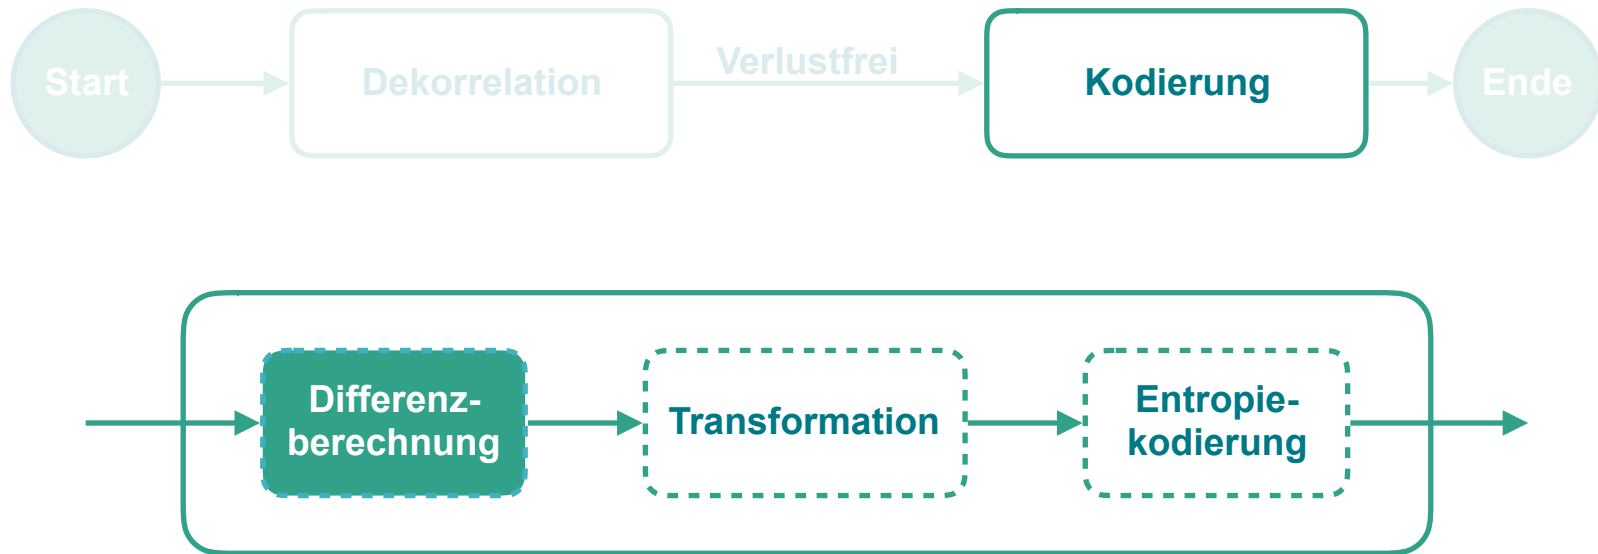 Start
Dekorrelation
Verlustfrei
Kodierung
Ende
Differenz-
berechnung
Transformation
Entropie-
kodierung